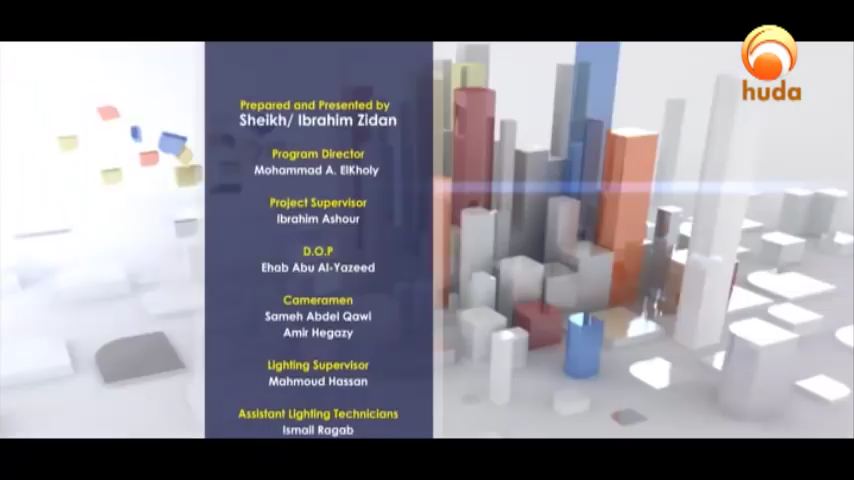 huda
Prepared and Presented by
Sheikh/ Ibrahim Zidan
Program Director
Mohammad A. ElKholy
Project Supervisor
Ibrahim Ashour
D.O.P
Ehab Abu Al-Yazeed
Cameramen
Sameh Abdel Qawi
Amir Hegazy
Lighting Supervisor
Mahmoud Hassan
Assistant Lighting Technicians
Ismail Ragab